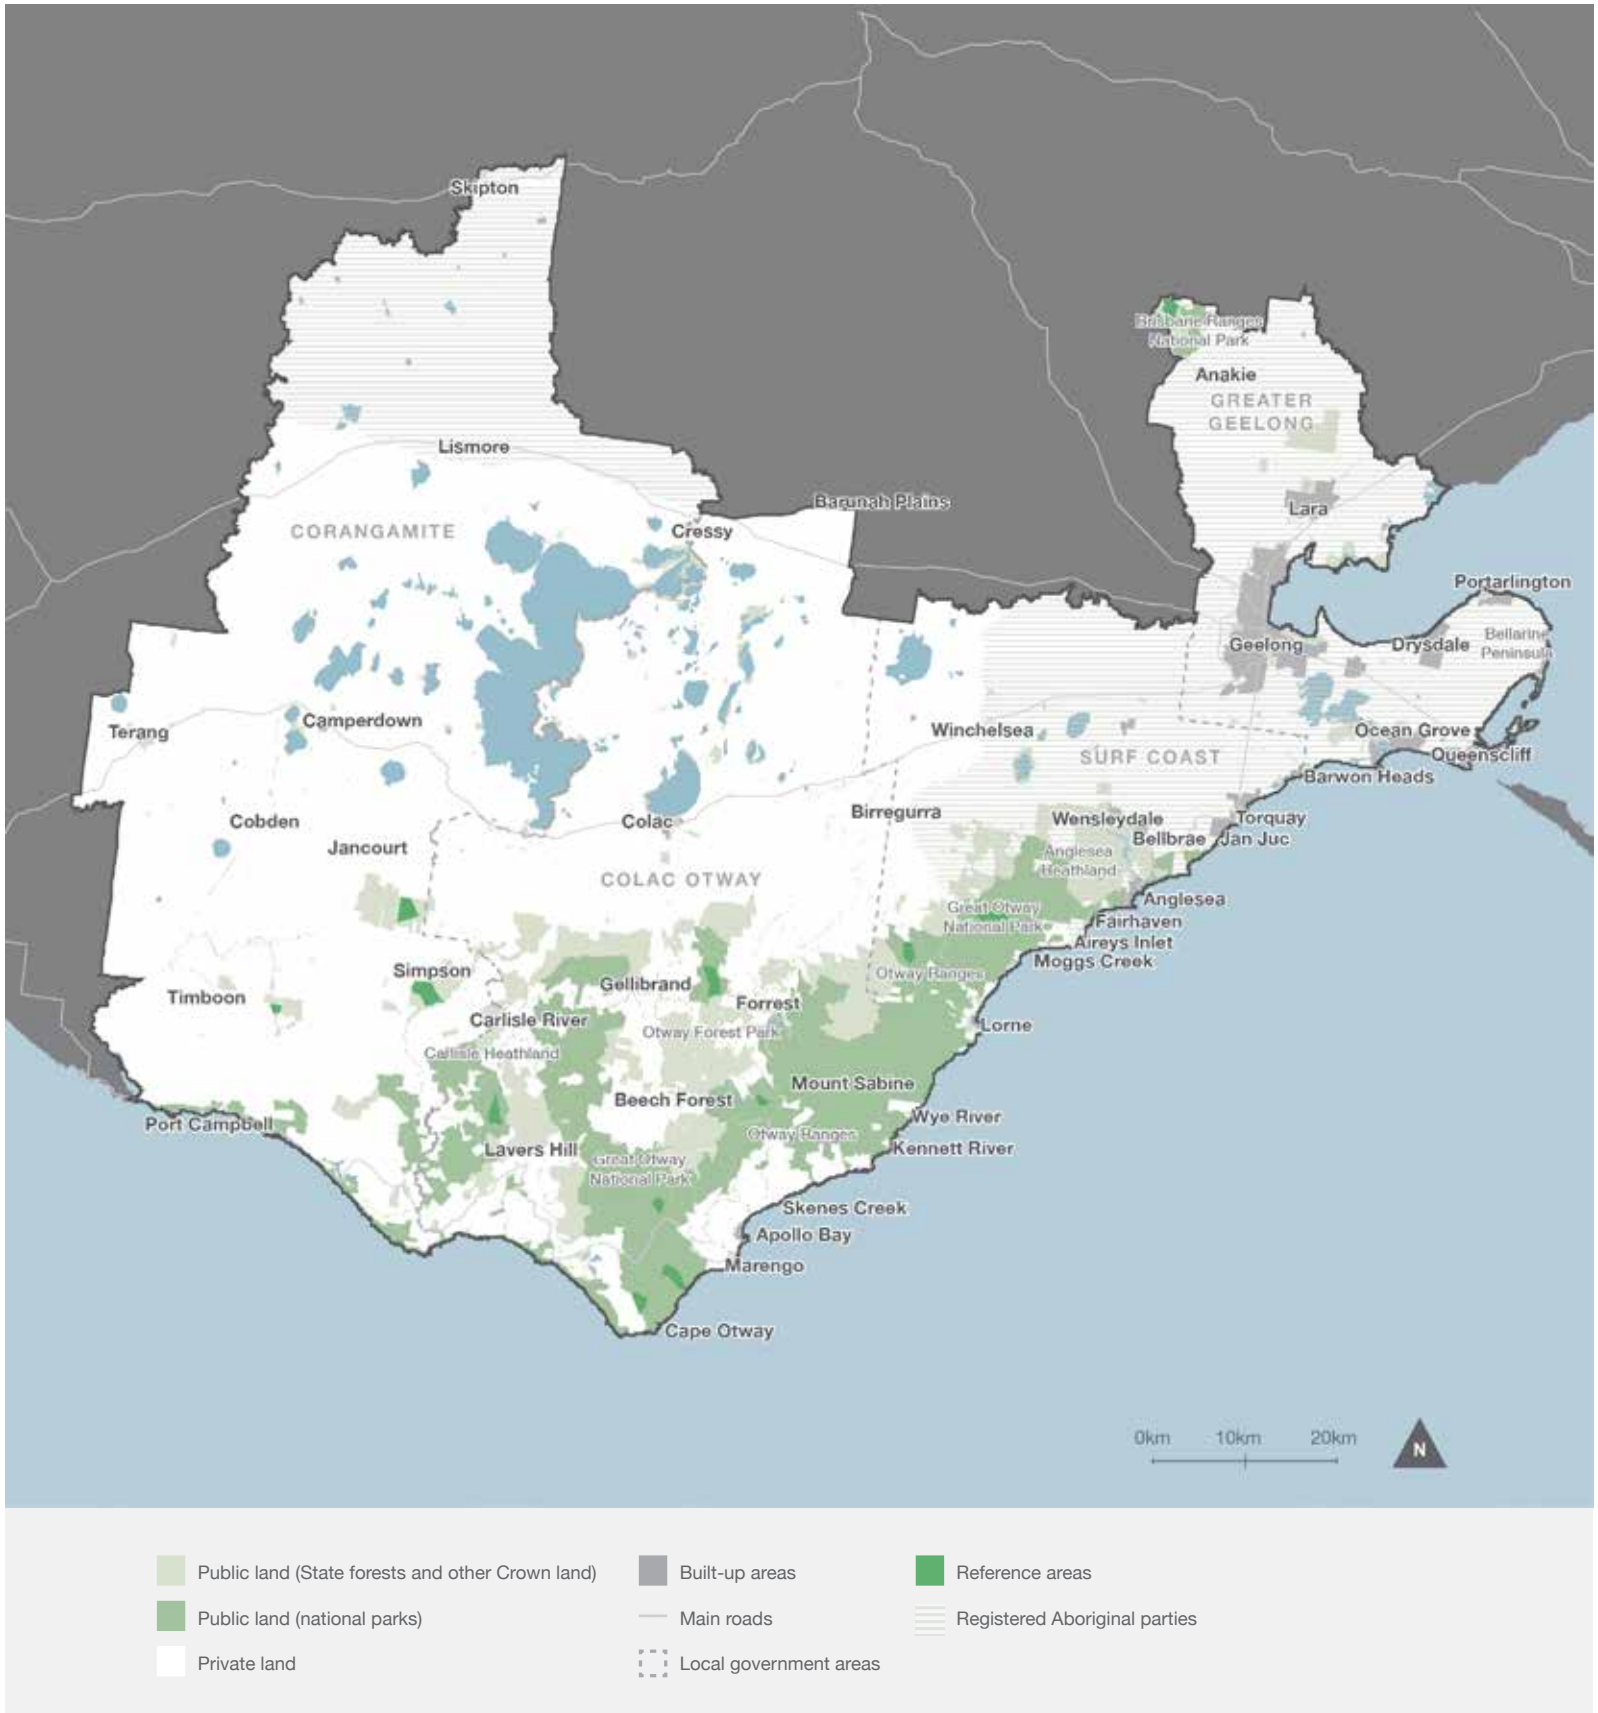 Skipton
Brisbane Ranges
National Park
Anakie
GREATER
GEELONG
Lismore
Barunah Plains
Lara
CORANGAMITE
Cressy
Portarlington
Geelong
Drysdale
Bellarine
Peninsula
Terang
Camperdown
Winchelsea
Ocean Grove
SURF COAST
Queenscliff
Barwon Heads
Cobden
Colac
Birregurra
Wensleydale
Torquay
Jancourt
Bellbrae
Jan Juc
Anglesea
Heathland
COLAC OTWAY
Anglesea
Great Otway
National Park
Fairhaven
Aireys Inlet
Moggs Creek
Simpson
Otway Ranges
Gellibrand
Timboon
Forrest
Carlisle River
Otway Forest Park
Lorne
Carlisle Heathland
Mount Sabine
Beech Forest
Wye River
Port Campbell
Otway Ranges
Lavers Hill
Kennett River
Great Otway
National Park
Skenes Creek
Apollo Bay
Marengo
Cape Otway
0km 10km 20km
N
Public land (State forests and other Crown land)
Public land (national parks)
Private land
Built-up areas
Main roads
Local government areas
Reference areas
Registered Aboriginal parties